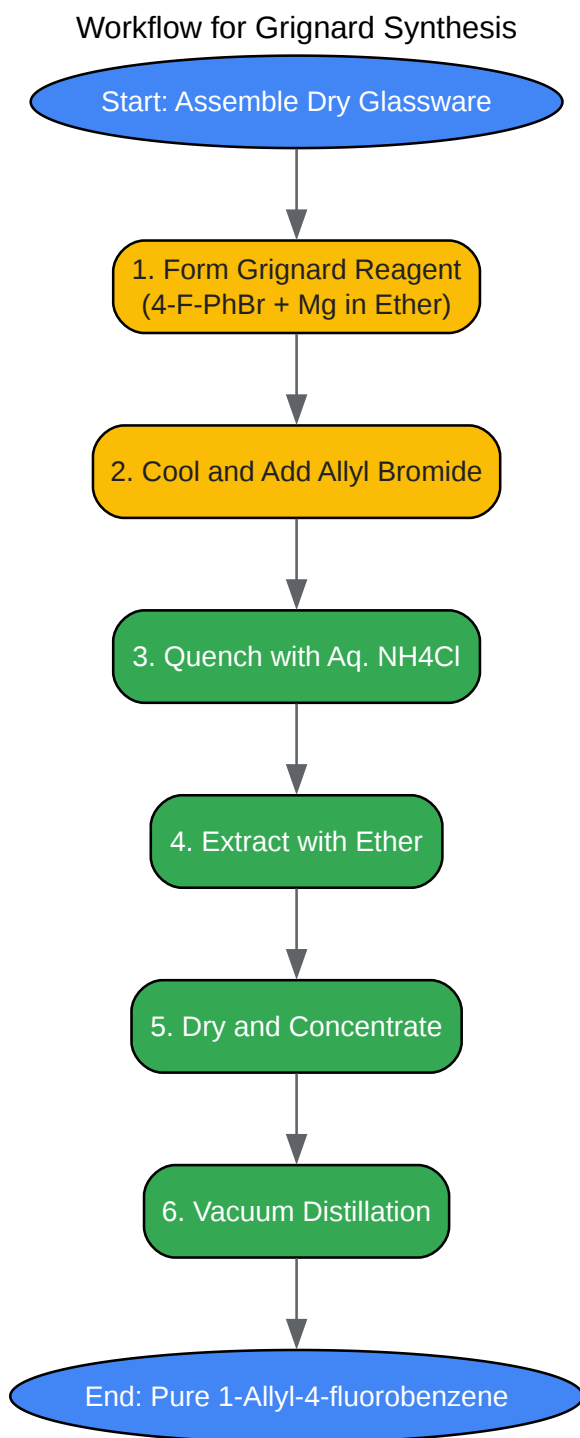 Workflow for Grignard Synthesis
Start: Assemble Dry Glassware
1. Form Grignard Reagent
(4-F-PhBr + Mg in Ether)
2. Cool and Add Allyl Bromide
3. Quench with Aq. NH4Cl
4. Extract with Ether
5. Dry and Concentrate
6. Vacuum Distillation
End: Pure 1-Allyl-4-fluorobenzene